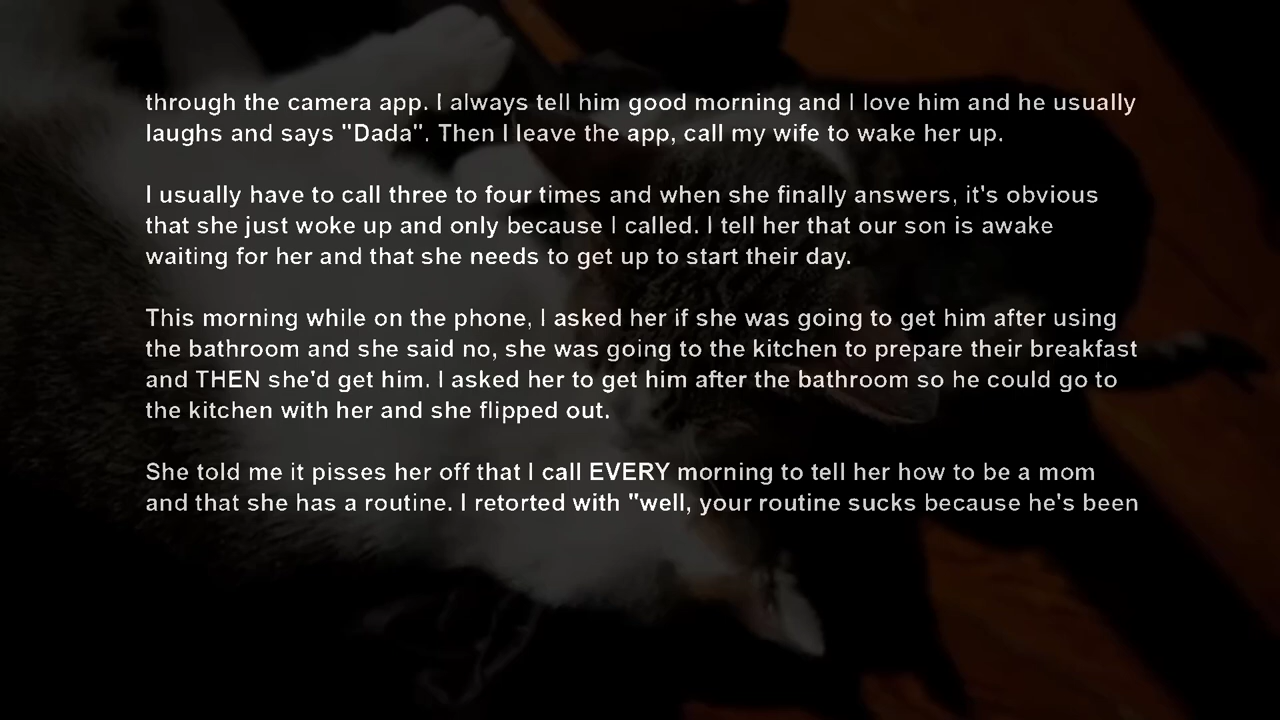 through the camera app. I always tell him good morning and I love him and he usually
laughs and says "Dada". Then I leave the app, call my wife to wake her up.
I usually have to call three to four times and when she finally answers, it's obvious
that she just woke up and only because I called. I tell her that our son is awake
waiting for her and that she needs to get up to start their day.
This morning while on the phone, I asked her if she was going to get him after using
the bathroom and she said no, she was going to the kitchen to prepare their breakfast
and THEN she'd get him. I asked her to get him after the bathroom so he could go to
the kitchen with her and she flipped out.
She told me it pisses her off that I call EVERY morning to tell her how to be a mom
and that she has a routine. I retorted with "well, your routine sucks because he's been